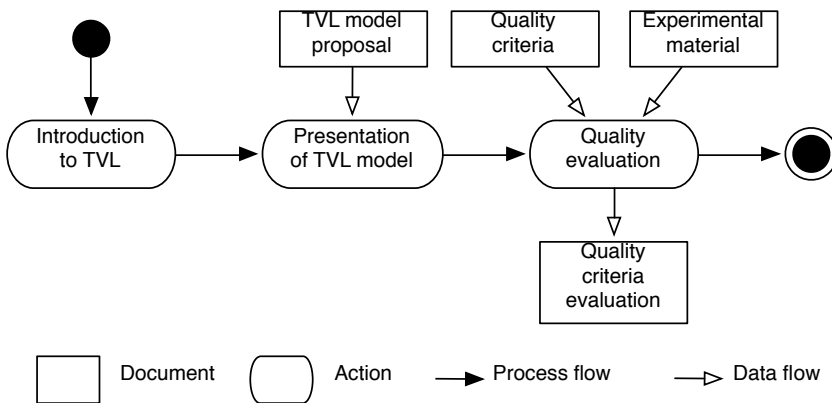 TVL model
proposal
Quality
criteria
Experimental
material
Introduction
to TVL
Presentation
of TVL model
Quality
evaluation
Quality
criteria
evaluation
Document
Action
Process flow
Data flow